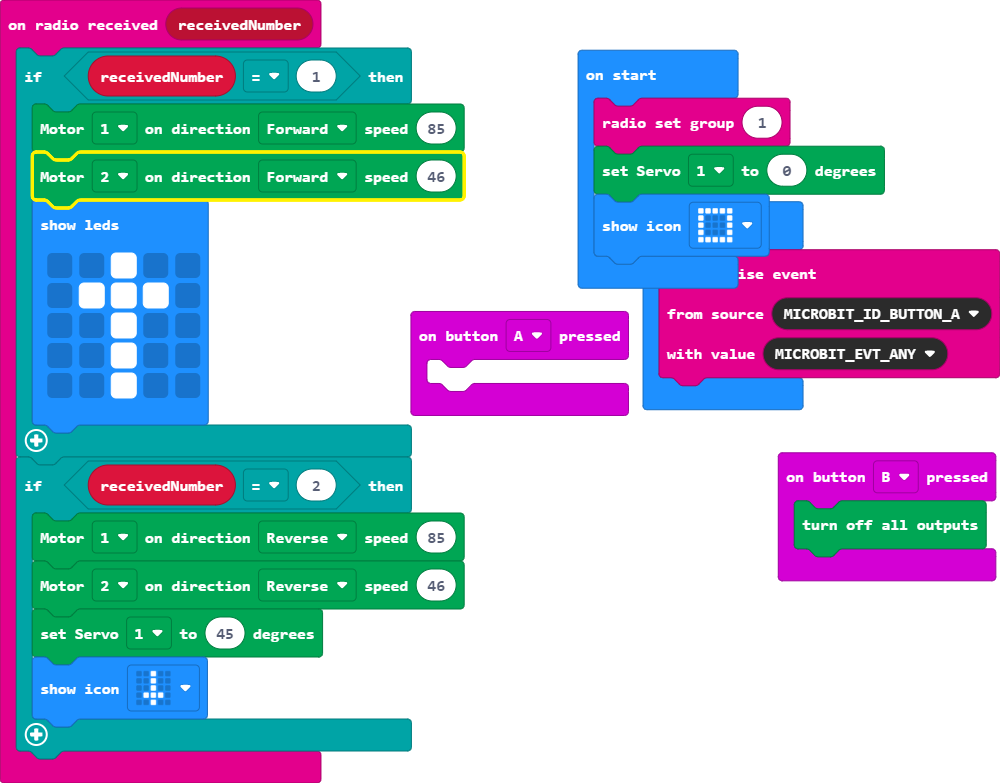 on radio received receivedNumber
if receivedNumber = 1 then
Motor 1 on direction Forward speed 85
Motor 2 on direction Forward speed 46
show leds
if receivedNumber = 2 then
Motor 1 on direction Reverse speed 85
Motor 2 on direction Reverse speed 46
set Servo 1 to 45 degrees
show icon
on start
radio set group 1
set Servo 1 to 0 degrees
show icon
event
from source MICROBIT_ID_BUTTON_A
with value MICROBIT_EVT_ANY
on button A pressed
on button B pressed
turn off all outputs